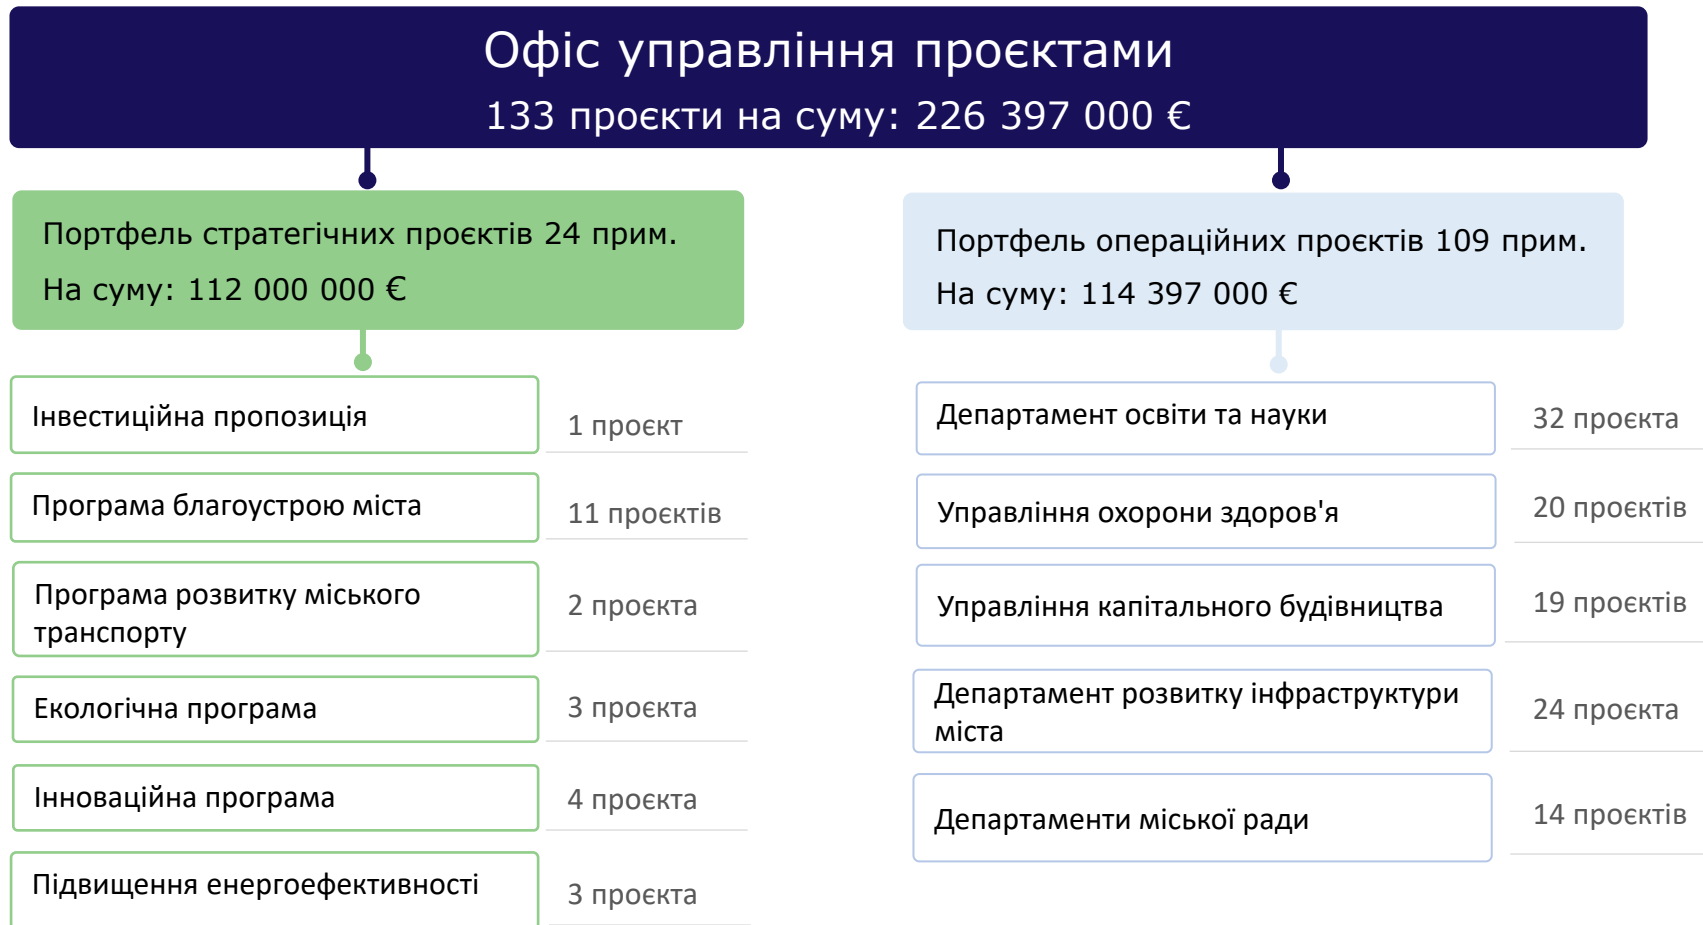 Офіс управління проєктами
133 проєкти на суму: 226 397 000 €
Портфель стратегічних проєктів 24 прим.
На суму: 112 000 000 €
Інвестиційна пропозиція
1 проєкт
Програма благоустрою міста
11 проєктів
Програма розвитку міського
транспорту
2 проєкта
Екологічна програма
3 проєкта
Інноваційна програма
4 проєкта
Підвищення енергоефективності
3 проєкта
Портфель операційних проєктів 109 прим.
На суму: 114 397 000 €
Департамент освіти та науки
32 проєкта
Управління охорони здоров'я
20 проєктів
Управління капітального будівництва
19 проєктів
Департамент розвитку інфраструктури
міста
24 проєкта
Департаменти міської ради
14 проєктів